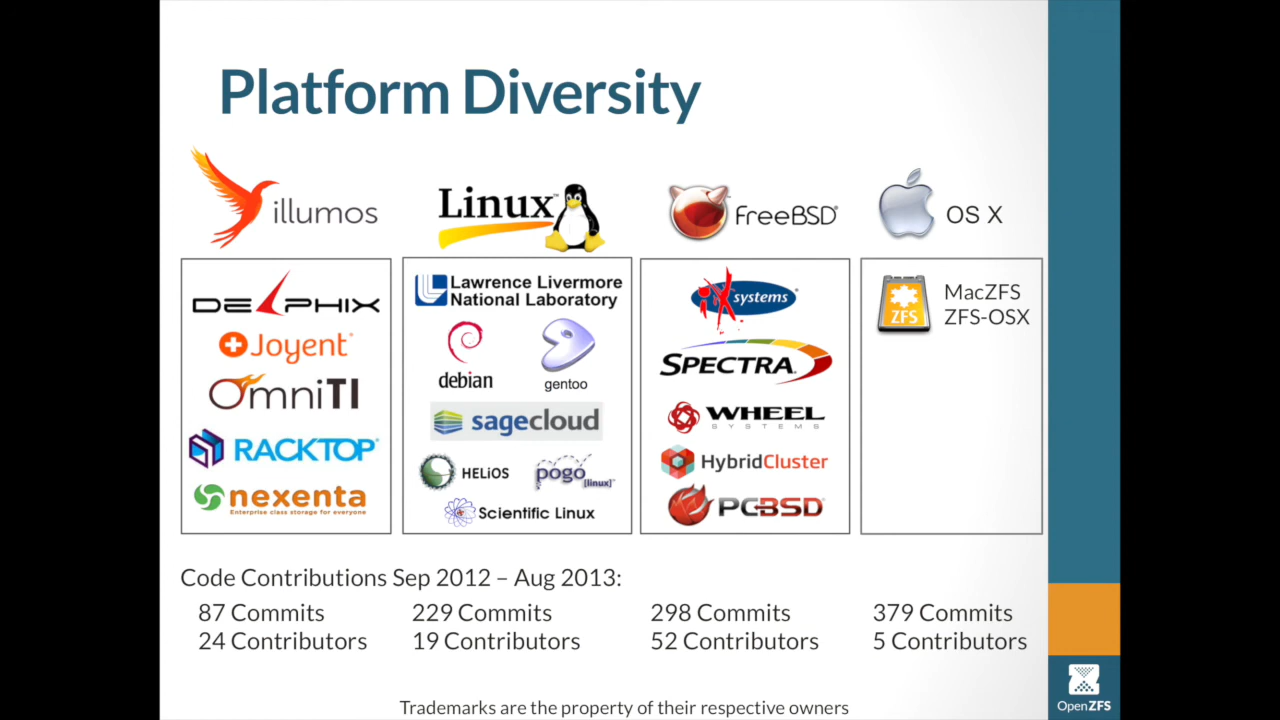 Platform Diversity
illumos
Linux™
FreeBSD®
OS X
DELPHIX
Joyent®
OmniTI
RACKTOP®
nexenta
Enterprise class storage for everyone
Lawrence Livermore
National Laboratory
debian
gentoo
sagecloud
HELiOS
pogo
[linux]™
Scientific Linux
iX systems®
SPECTRA®
WHEEL
SYSTEMS
HybridCluster
PCBSD®
ZFS
MacZFS
ZFS-OSX
Code Contributions Sep 2012 – Aug 2013:
87 Commits
24 Contributors
229 Commits
19 Contributors
298 Commits
52 Contributors
379 Commits
5 Contributors
Trademarks are the property of their respective owners
OpenZFS